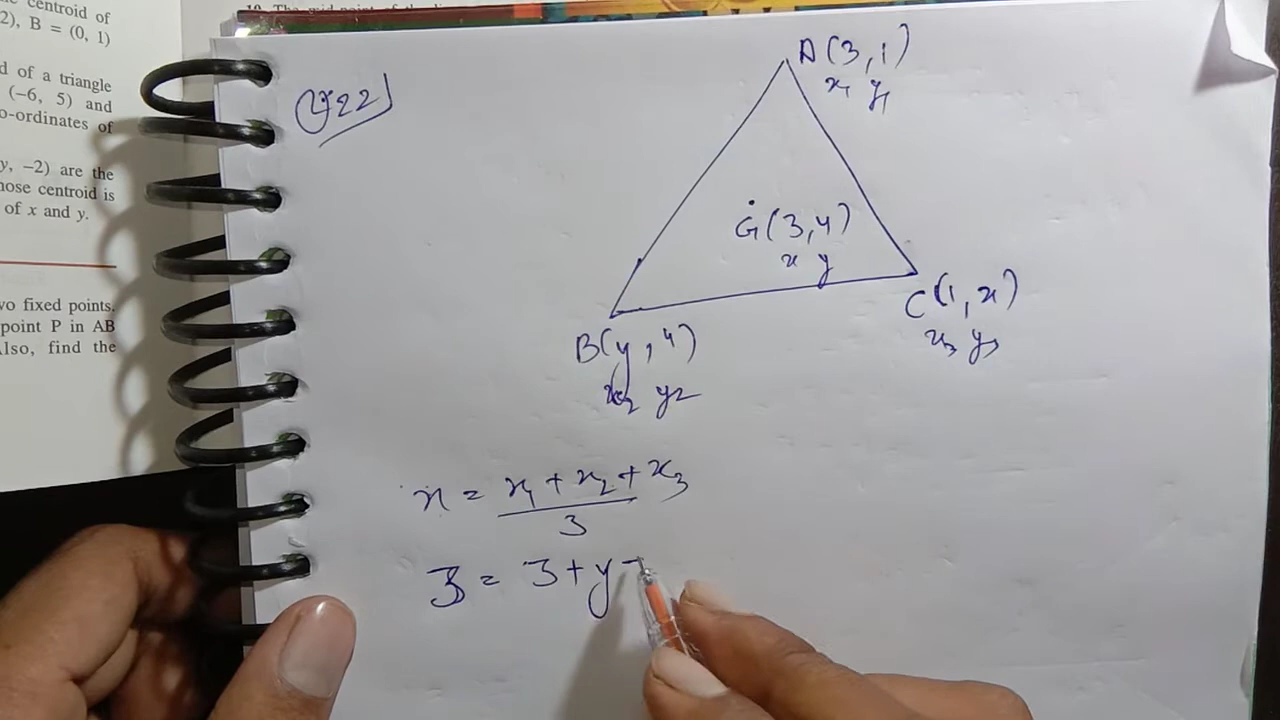 centroid of
2), B = (0, 1)
d of a triangle
(−6, 5) and
o-ordinates of
y, −2) are the
hose centroid is
of x and y.
wo fixed points.
point P in AB
Also, find the
A(3,1)
x₁ y₁
G(3,4)
x y
B(y,4)
x₂ y₂
C(1,x)
x₃ y₃
x = x₁ + x₂ + x₃
3
3 = 3+y